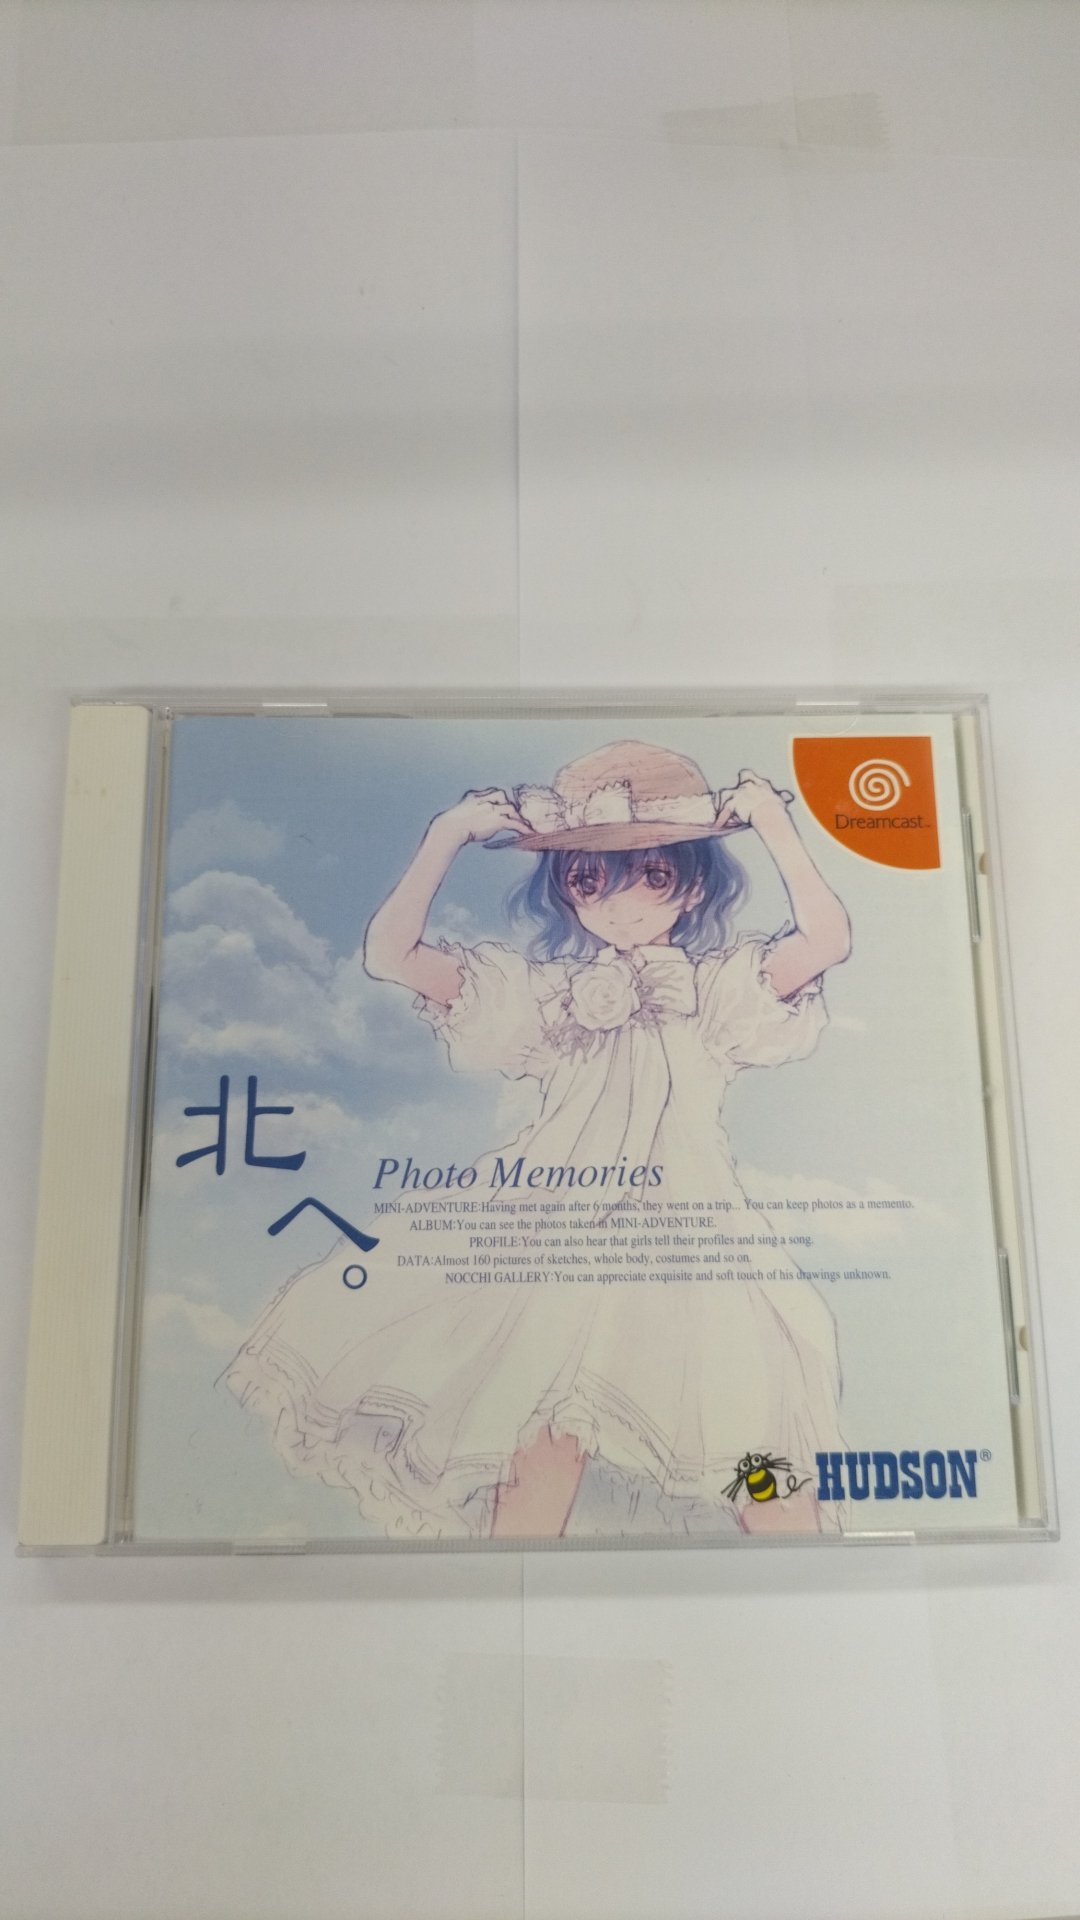 Dreamcast™
北
へ。
Photo Memories
MINI-ADVENTURE:Having met again after 6 months, they went on a trip... You can keep photos as a memento.
ALBUM:You can see the photos taken in MINI-ADVENTURE.
PROFILE:You can also hear that girls tell their profiles and sing a song.
DATA:Almost 160 pictures of sketches, whole body, costumes and so on.
NOCCHI GALLERY:You can appreciate exquisite and soft touch of his drawings unknown.
HUDSON®